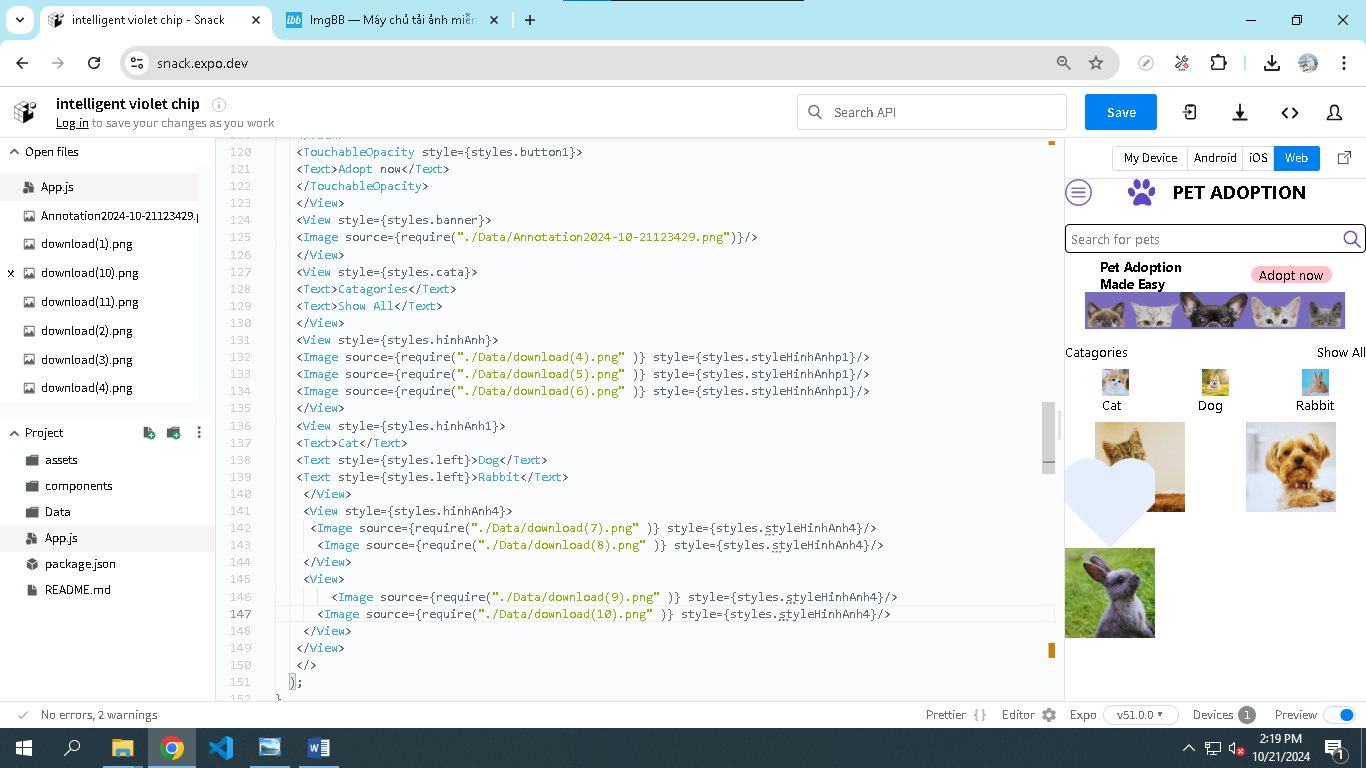 intelligent violet chip - Snack
ibb
ImgBB — Máy chủ tải ảnh miễn
snack.expo.dev
intelligent violet chip
Log in to save your changes as you work
Search API
Save
Open files
App.js
Annotation2024-10-21123429.p
download(1).png
download(10).png
download(11).png
download(2).png
download(3).png
download(4).png
Project
assets
components
Data
App.js
package.json
README.md
120 <TouchableOpacity style={styles.button1}>
121 <Text>Adopt now</Text>
122 </TouchableOpacity>
123 </View>
124 <View style={styles.banner}>
125 <Image source={require("./Data/Annotation2024-10-21123429.png")}/>
126 </View>
127 <View style={styles.cata}>
128 <Text>Catagories</Text>
129 <Text>Show All</Text>
130 </View>
131 <View style={styles.hinhAnh}>
132 <Image source={require("./Data/download(4).png" )} style={styles.styleHinhAnhp1}/>
133 <Image source={require("./Data/download(5).png" )} style={styles.styleHinhAnhp1}/>
134 <Image source={require("./Data/download(6).png" )} style={styles.styleHinhAnhp1}/>
135 </View>
136 <View style={styles.hinhAnh1}>
137 <Text>Cat</Text>
138 <Text style={styles.left}>Dog</Text>
139 <Text style={styles.left}>Rabbit</Text>
140 </View>
141 <View style={styles.hinhAnh4}>
142 <Image source={require("./Data/download(7).png" )} style={styles.styleHinhAnh4}/>
143 <Image source={require("./Data/download(8).png" )} style={styles.styleHinhAnh4}/>
144 </View>
145 <View>
146 <Image source={require("./Data/download(9).png" )} style={styles.styleHinhAnh4}/>
147 <Image source={require("./Data/download(10).png" )} style={styles.styleHinhAnh4}/>
148 </View>
149 </View>
150 </>
151 );
152 }
My Device Android iOS Web
PET ADOPTION
Search for pets
Pet Adoption
Made Easy
Adopt now
Catagories Show All
Cat Dog Rabbit
No errors, 2 warnings
Prettier { } Editor Expo v51.0.0 Devices 1 Preview
2:19 PM
10/21/2024
1